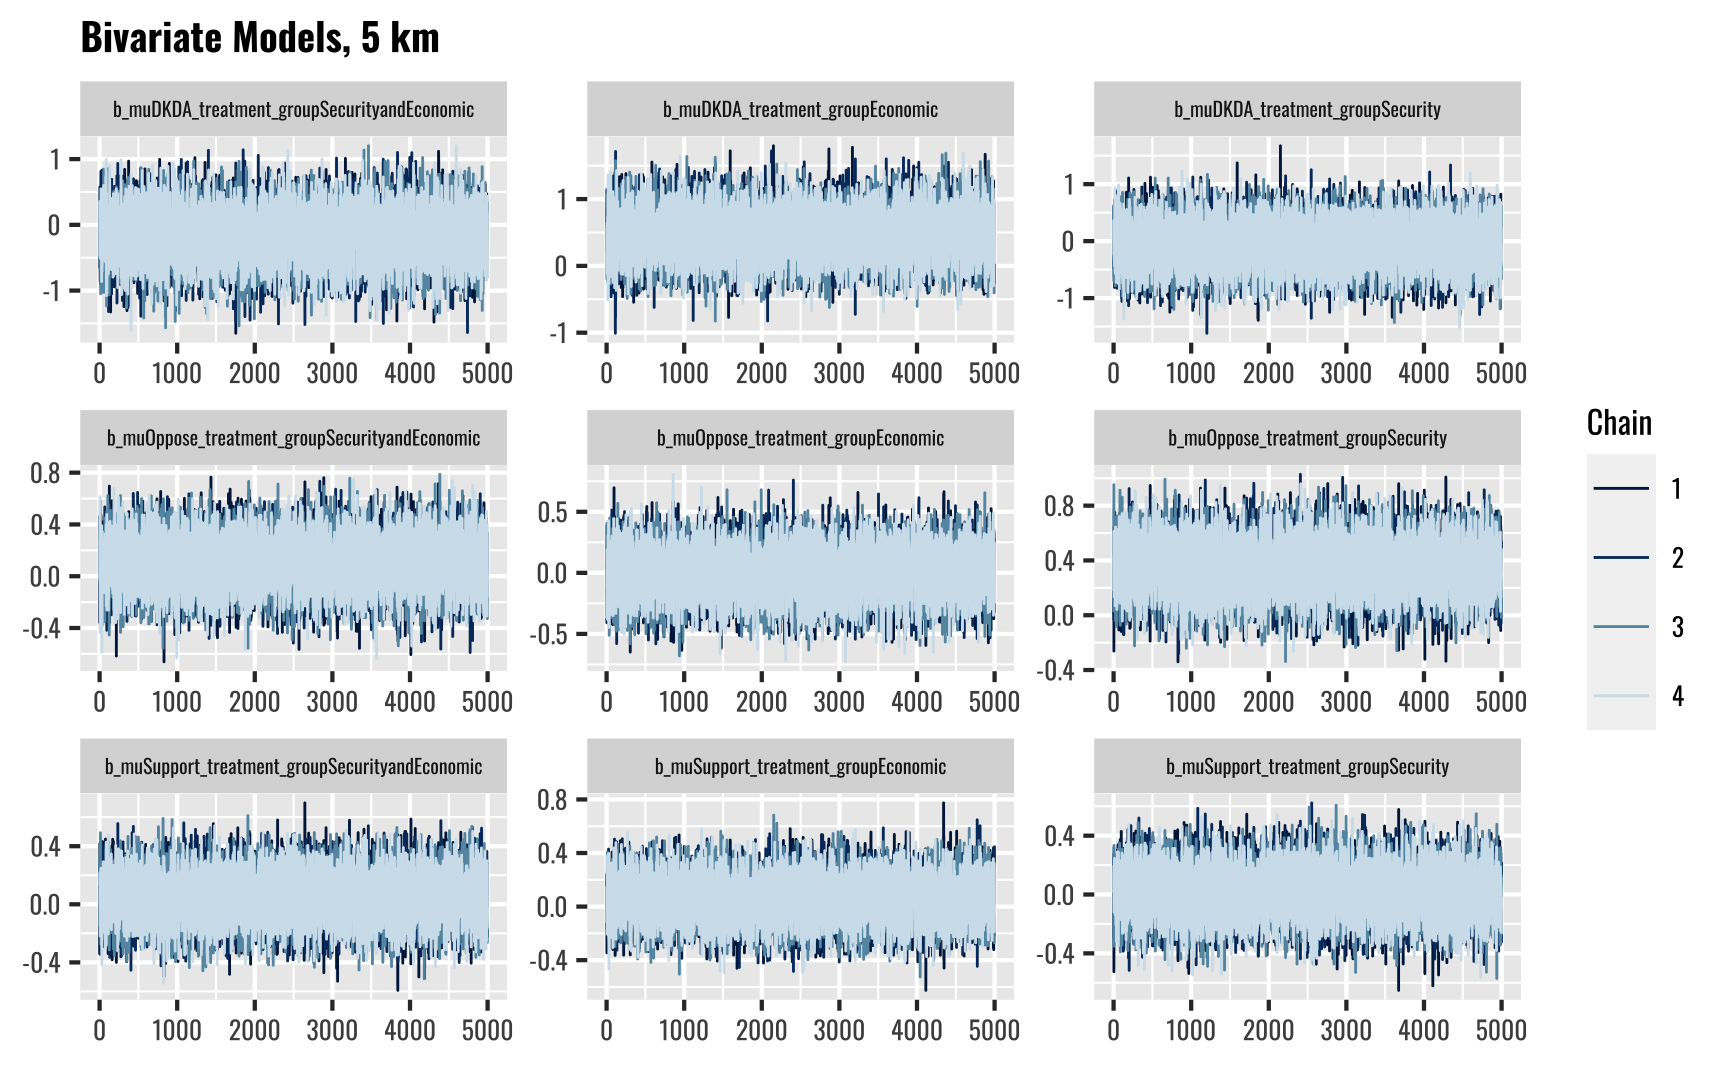 Bivariate Models, 5 km
b_muDKDA_treatment_groupSecurityandEconomic
b_muDKDA_treatment_groupEconomic
b_muDKDA_treatment_groupSecurity
1
0
-1
1
0
-1
1
0
-1
0 1000 2000 3000 4000 5000
0 1000 2000 3000 4000 5000
0 1000 2000 3000 4000 5000
b_muOppose_treatment_groupSecurityandEconomic
b_muOppose_treatment_groupEconomic
b_muOppose_treatment_groupSecurity
0.8
0.4
0.0
-0.4
0.5
0.0
-0.5
0.8
0.4
0.0
-0.4
0 1000 2000 3000 4000 5000
0 1000 2000 3000 4000 5000
0 1000 2000 3000 4000 5000
b_muSupport_treatment_groupSecurityandEconomic
b_muSupport_treatment_groupEconomic
b_muSupport_treatment_groupSecurity
0.4
0.0
-0.4
0.8
0.4
0.0
-0.4
0.4
0.0
-0.4
0 1000 2000 3000 4000 5000
0 1000 2000 3000 4000 5000
0 1000 2000 3000 4000 5000
Chain
1
2
3
4